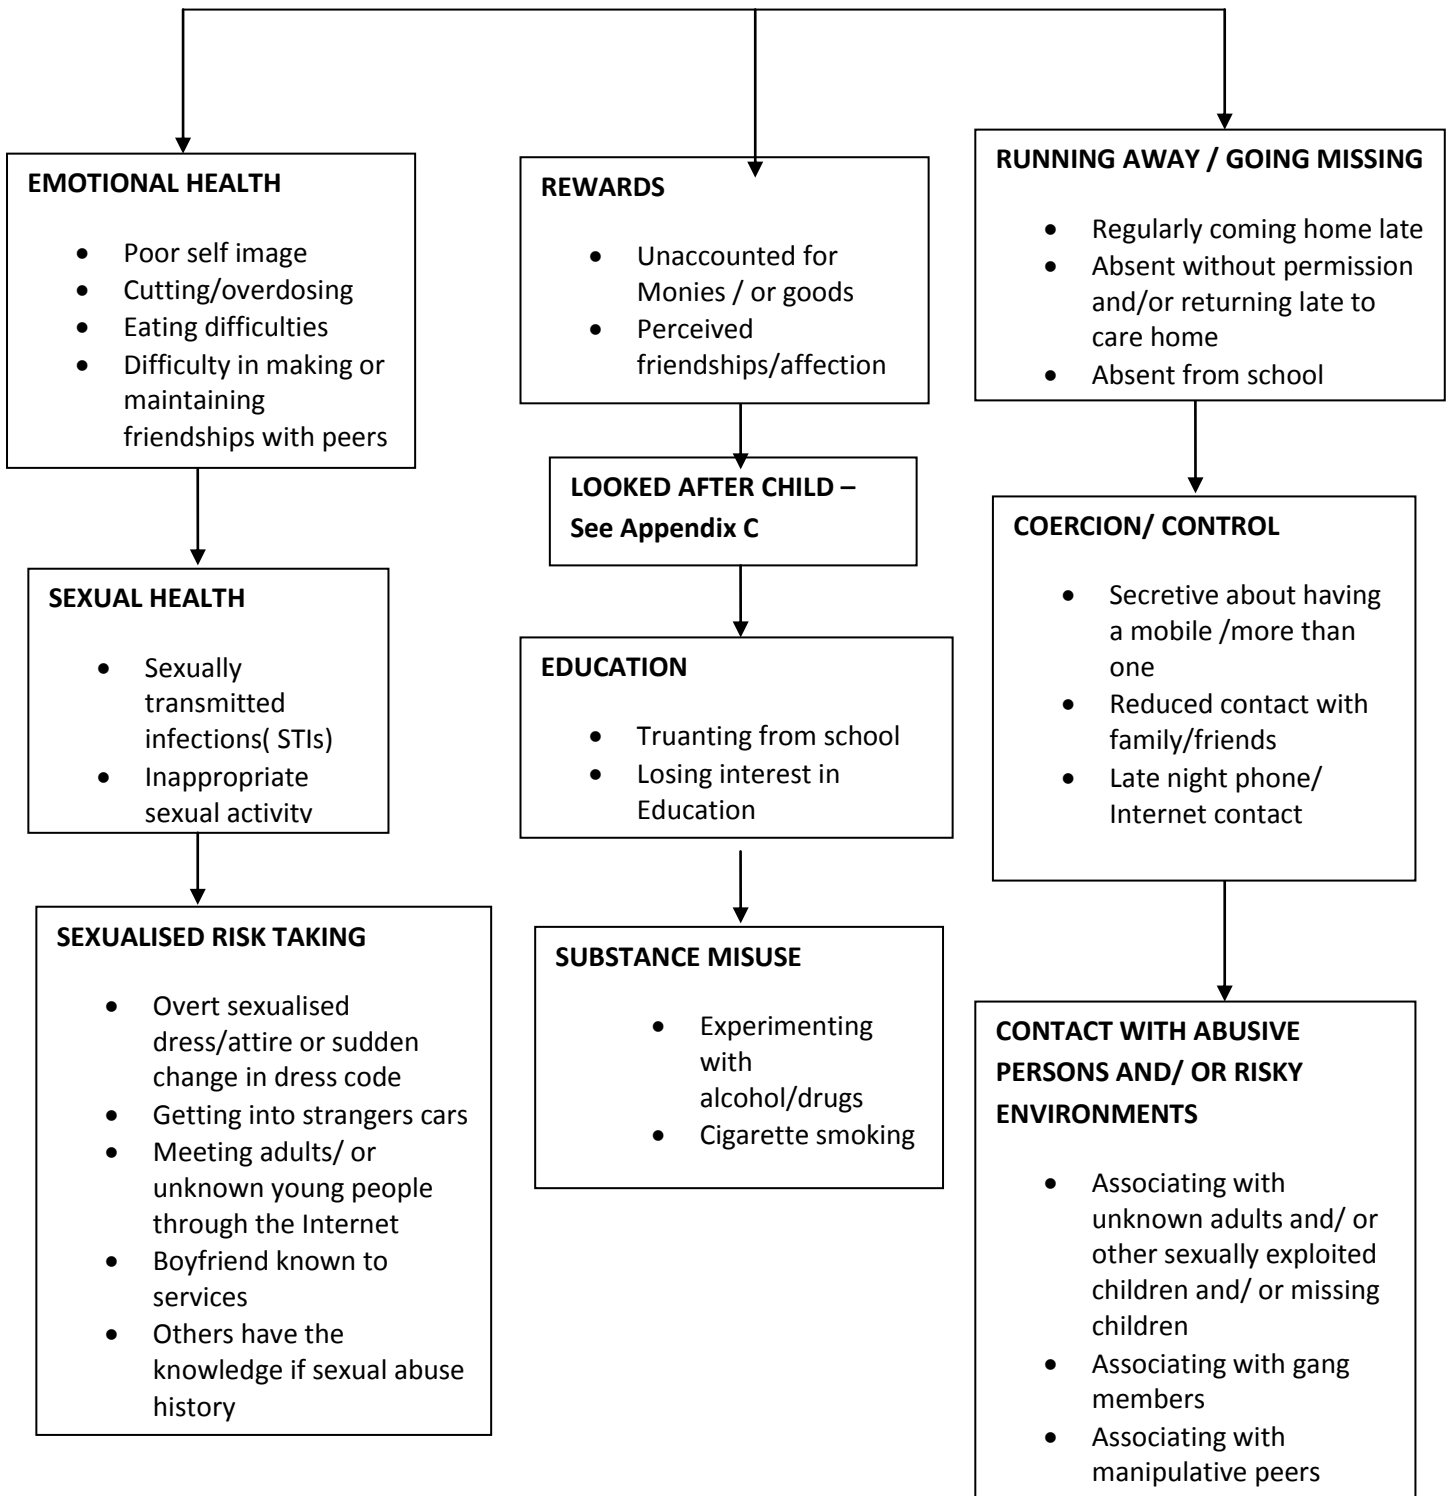 EMOTIONAL HEALTH
• Poor self image
• Cutting/overdosing
• Eating difficulties
• Difficulty in making or
maintaining
friendships with peers
SEXUAL HEALTH
• Sexually
transmitted
infections( STIs)
• Inappropriate
sexual activity
SEXUALISED RISK TAKING
• Overt sexualised
dress/attire or sudden
change in dress code
• Getting into strangers cars
• Meeting adults/ or
unknown young people
through the Internet
• Boyfriend known to
services
• Others have the
knowledge if sexual abuse
history
REWARDS
• Unaccounted for
Monies / or goods
• Perceived
friendships/affection
LOOKED AFTER CHILD –
See Appendix C
EDUCATION
• Truanting from school
• Losing interest in
Education
SUBSTANCE MISUSE
• Experimenting
with
alcohol/drugs
• Cigarette smoking
RUNNING AWAY / GOING MISSING
• Regularly coming home late
• Absent without permission
and/or returning late to
care home
• Absent from school
COERCION/ CONTROL
• Secretive about having
a mobile /more than
one
• Reduced contact with
family/friends
• Late night phone/
Internet contact
CONTACT WITH ABUSIVE
PERSONS AND/ OR RISKY
ENVIRONMENTS
• Associating with
unknown adults and/ or
other sexually exploited
children and/ or missing
children
• Associating with gang
members
• Associating with
manipulative peers